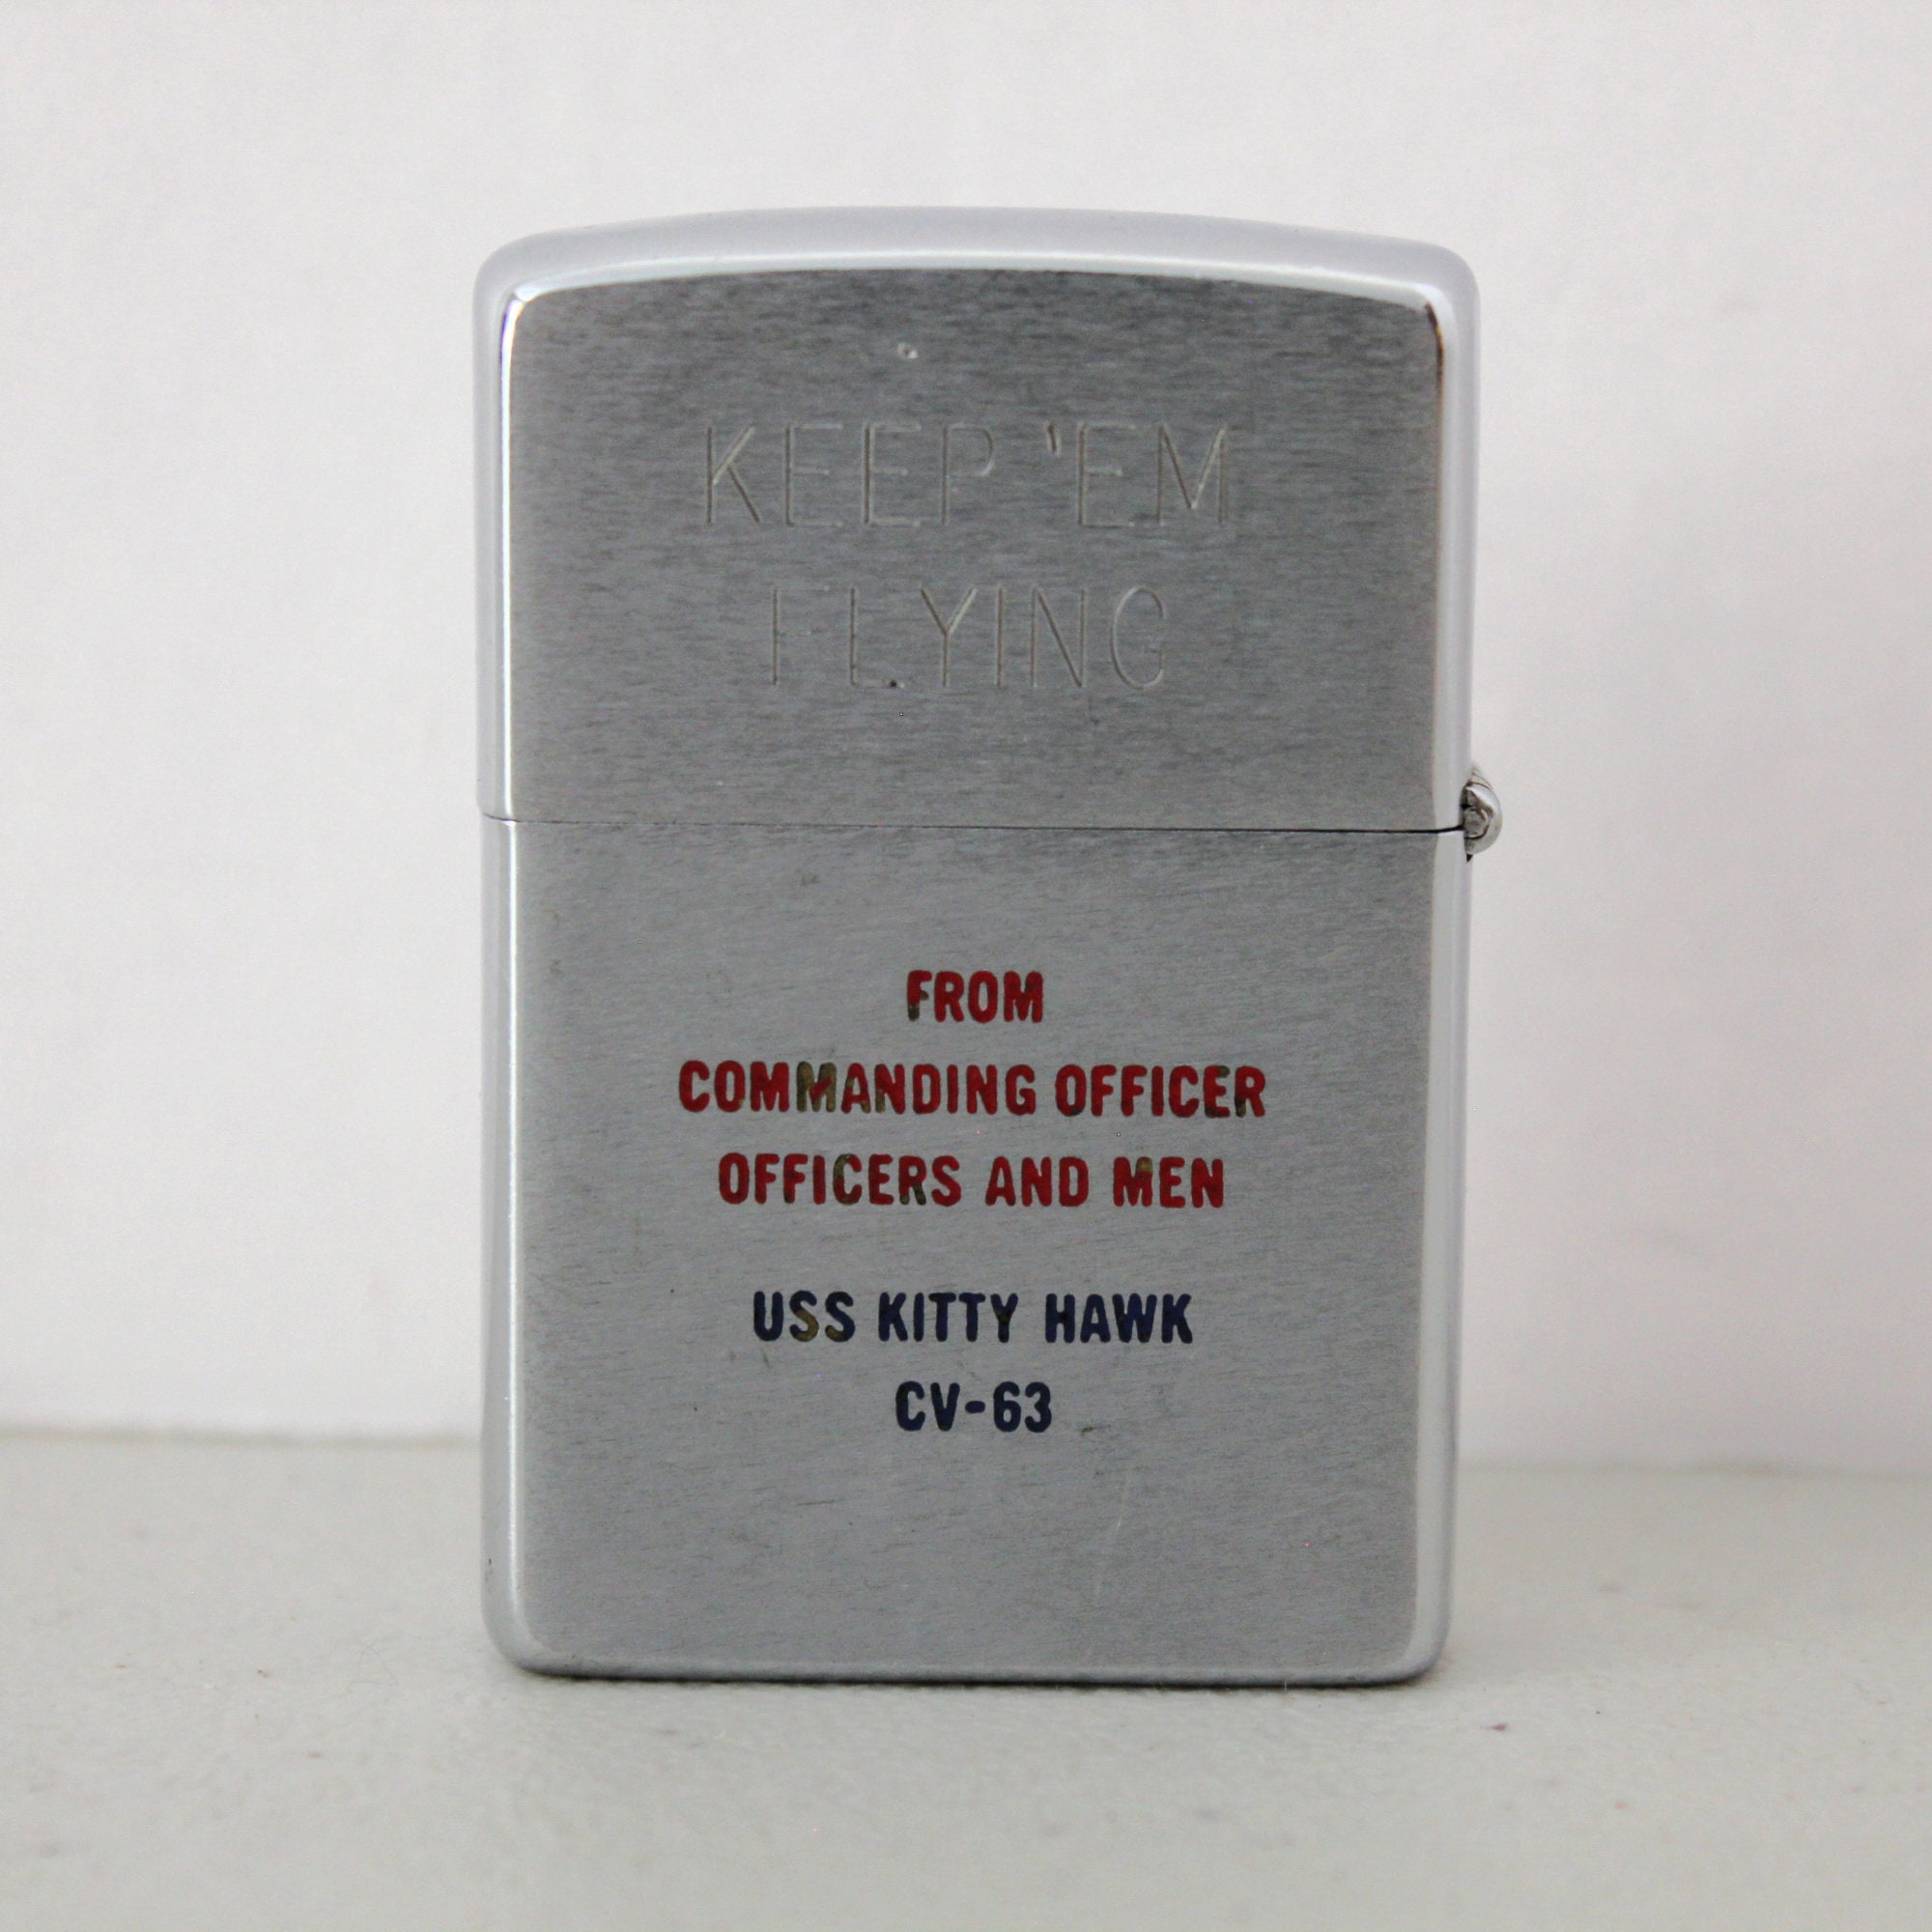 KEEP 'EM
FLYING
FROM
COMMANDING OFFICER
OFFICERS AND MEN
USS KITTY HAWK
CV-63